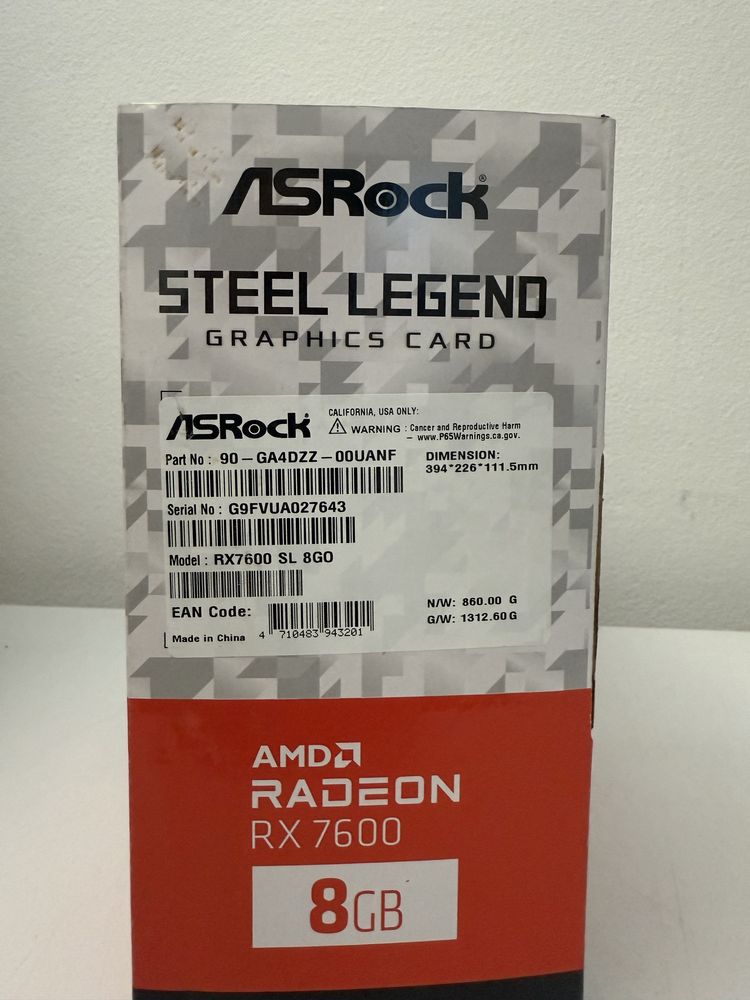 ASRock®
STEEL LEGEND
GRAPHICS CARD
ASRock
CALIFORNIA, USA ONLY:
⚠ WARNING : Cancer and Reproductive Harm
– www.P65Warnings.ca.gov.
Part No : 90 – GA4DZZ – 00UANF
DIMENSION:
394*226*111.5mm
Serial No : G9FVUA027643
Model : RX7600 SL 8GO
EAN Code:
4 710483 943201
Made in China
N/W: 860.00 G
G/W: 1312.60 G
AMD
RADEON
RX 7600
8GB